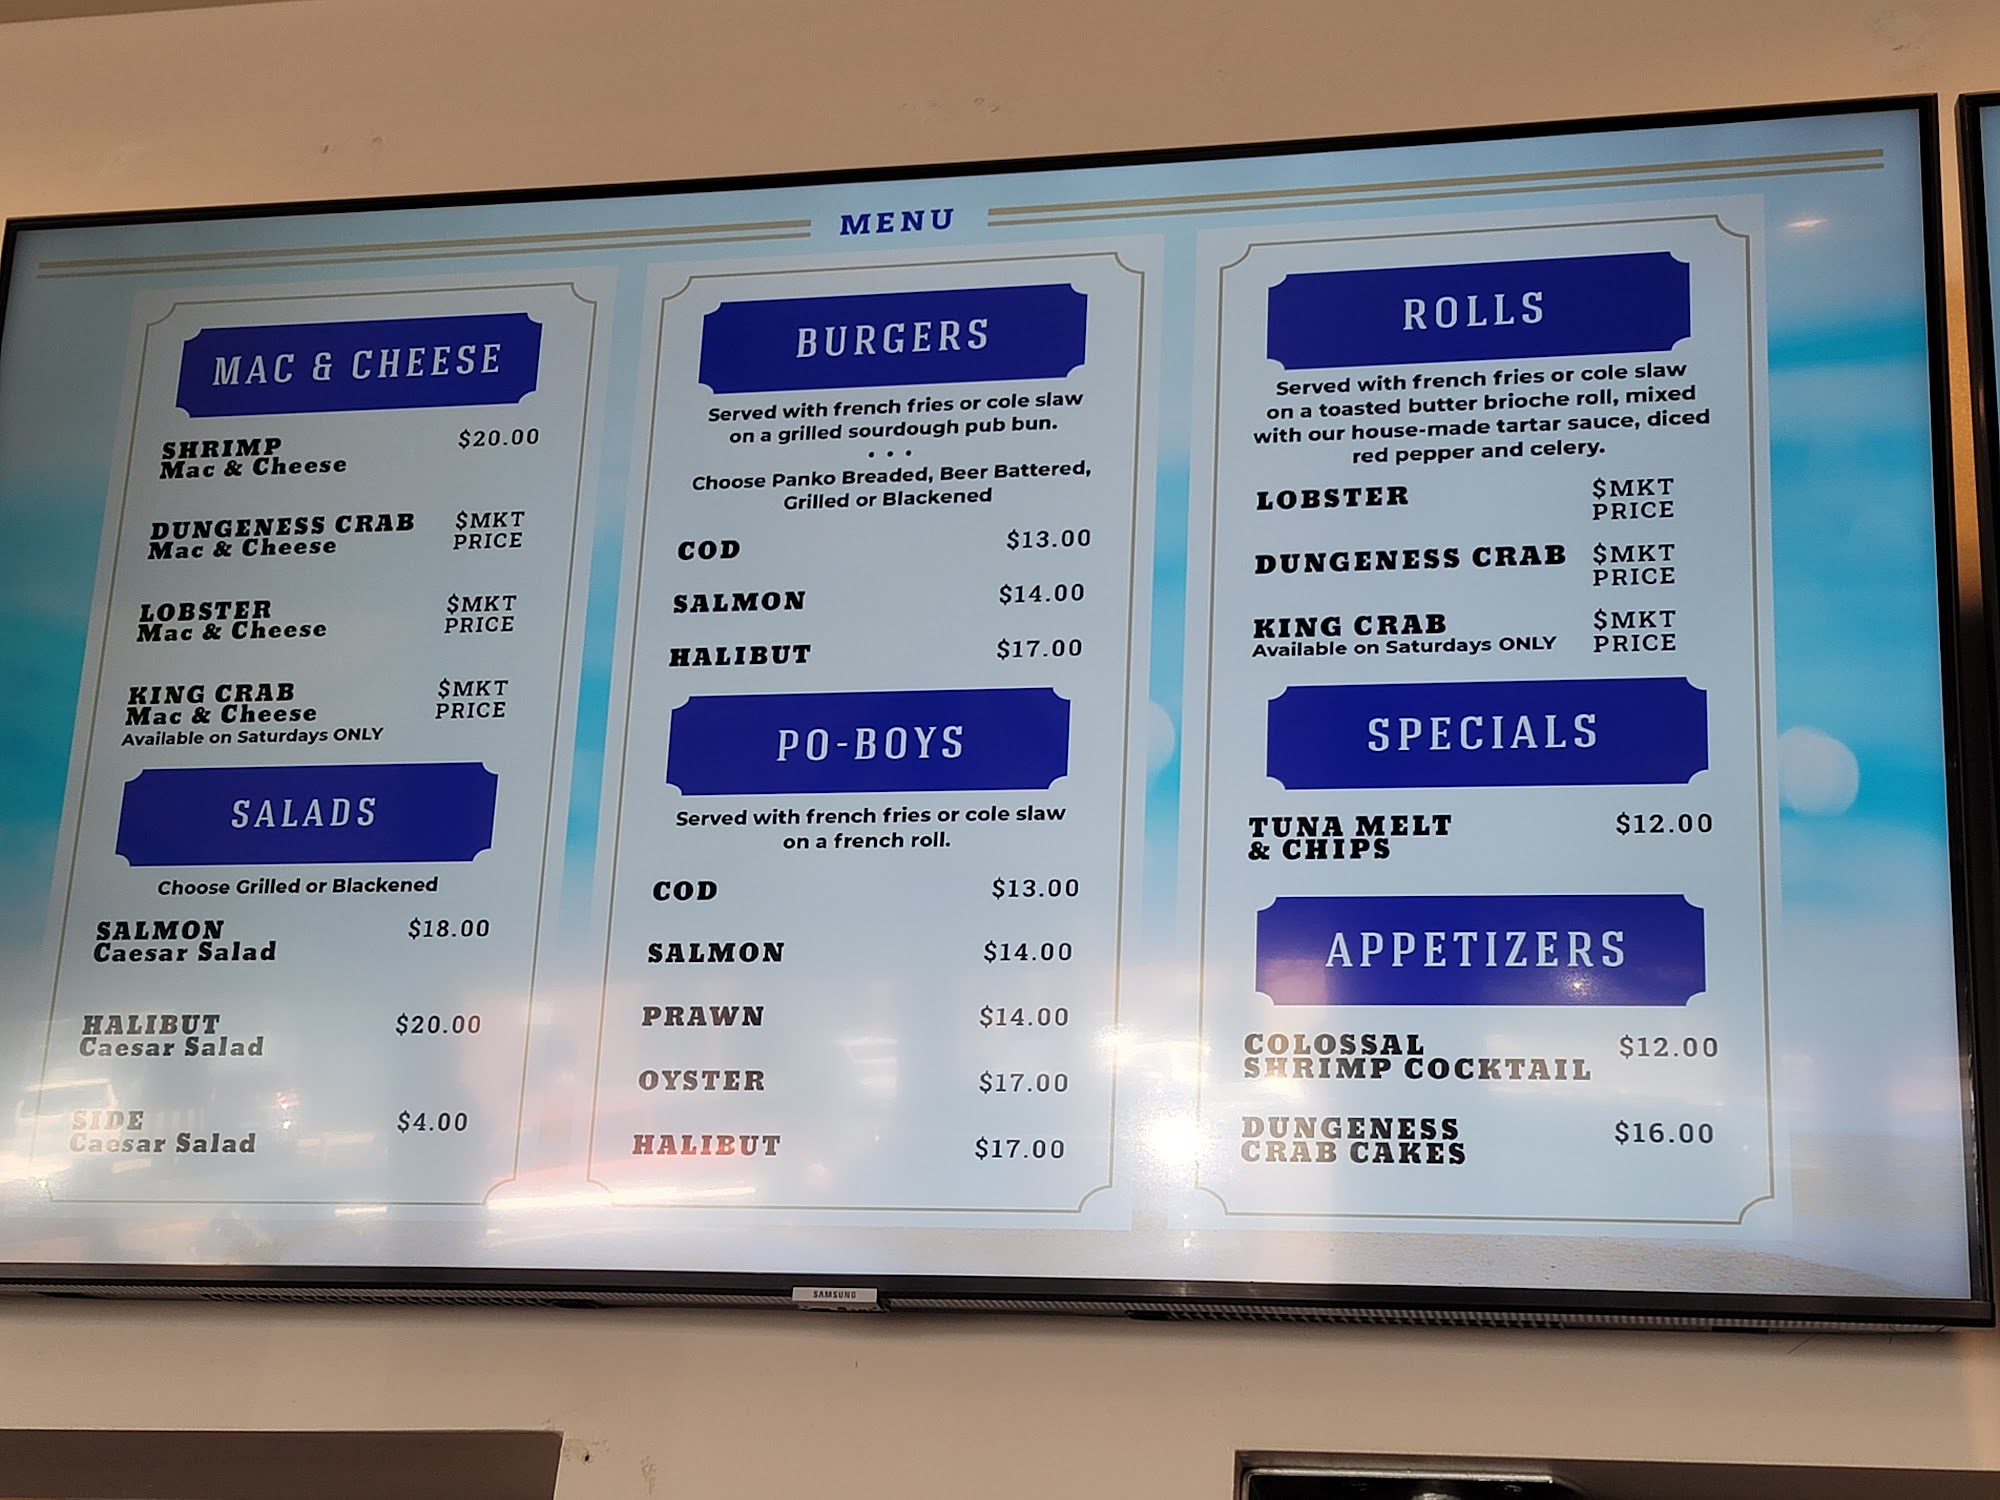 MENU
MAC & CHEESE
SHRIMP $20.00
Mac & Cheese
DUNGENESS CRAB $MKT
Mac & Cheese PRICE
LOBSTER $MKT
Mac & Cheese PRICE
KING CRAB $MKT
Mac & Cheese PRICE
Available on Saturdays ONLY
SALADS
Choose Grilled or Blackened
SALMON $18.00
Caesar Salad
HALIBUT $20.00
Caesar Salad
SIDE $4.00
Caesar Salad
BURGERS
Served with french fries or cole slaw
on a grilled sourdough pub bun.
• • •
Choose Panko Breaded, Beer Battered,
Grilled or Blackened
COD $13.00
SALMON $14.00
HALIBUT $17.00
PO-BOYS
Served with french fries or cole slaw
on a french roll.
COD $13.00
SALMON $14.00
PRAWN $14.00
OYSTER $17.00
HALIBUT $17.00
ROLLS
Served with french fries or cole slaw
on a toasted butter brioche roll, mixed
with our house-made tartar sauce, diced
red pepper and celery.
LOBSTER $MKT
PRICE
DUNGENESS CRAB $MKT
PRICE
KING CRAB $MKT
Available on Saturdays ONLY PRICE
SPECIALS
TUNA MELT $12.00
& CHIPS
APPETIZERS
COLOSSAL $12.00
SHRIMP COCKTAIL
DUNGENESS $16.00
CRAB CAKES
SAMSUNG